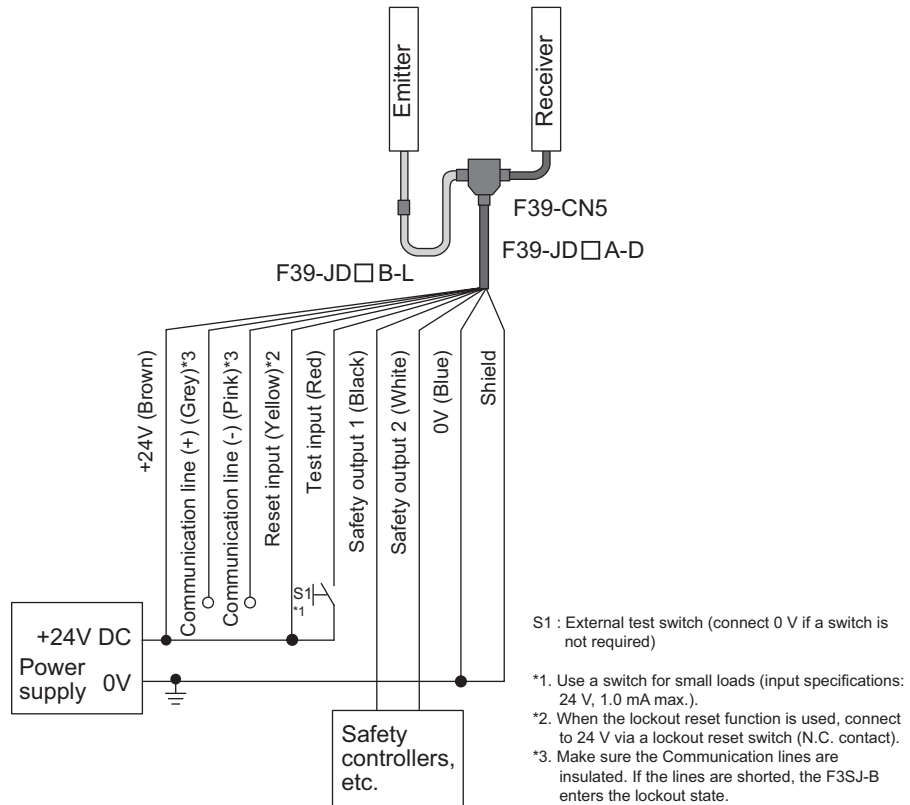 Emitter
Receiver
F39-CN5
F39-JD□A-D
F39-JD□B-L
+24V (Brown)
Communication line (+) (Grey)*3
Communication line (-) (Pink)*3
Reset input (Yellow)*2
Test input (Red)
Safety output 1 (Black)
Safety output 2 (White)
0V (Blue)
Shield
S1
*1
+24V DC
Power
supply
0V
Safety
controllers,
etc.
S1 : External test switch (connect 0 V if a switch is
not required)
*1. Use a switch for small loads (input specifications:
24 V, 1.0 mA max.).
*2. When the lockout reset function is used, connect
to 24 V via a lockout reset switch (N.C. contact).
*3. Make sure the Communication lines are
insulated. If the lines are shorted, the F3SJ-B
enters the lockout state.